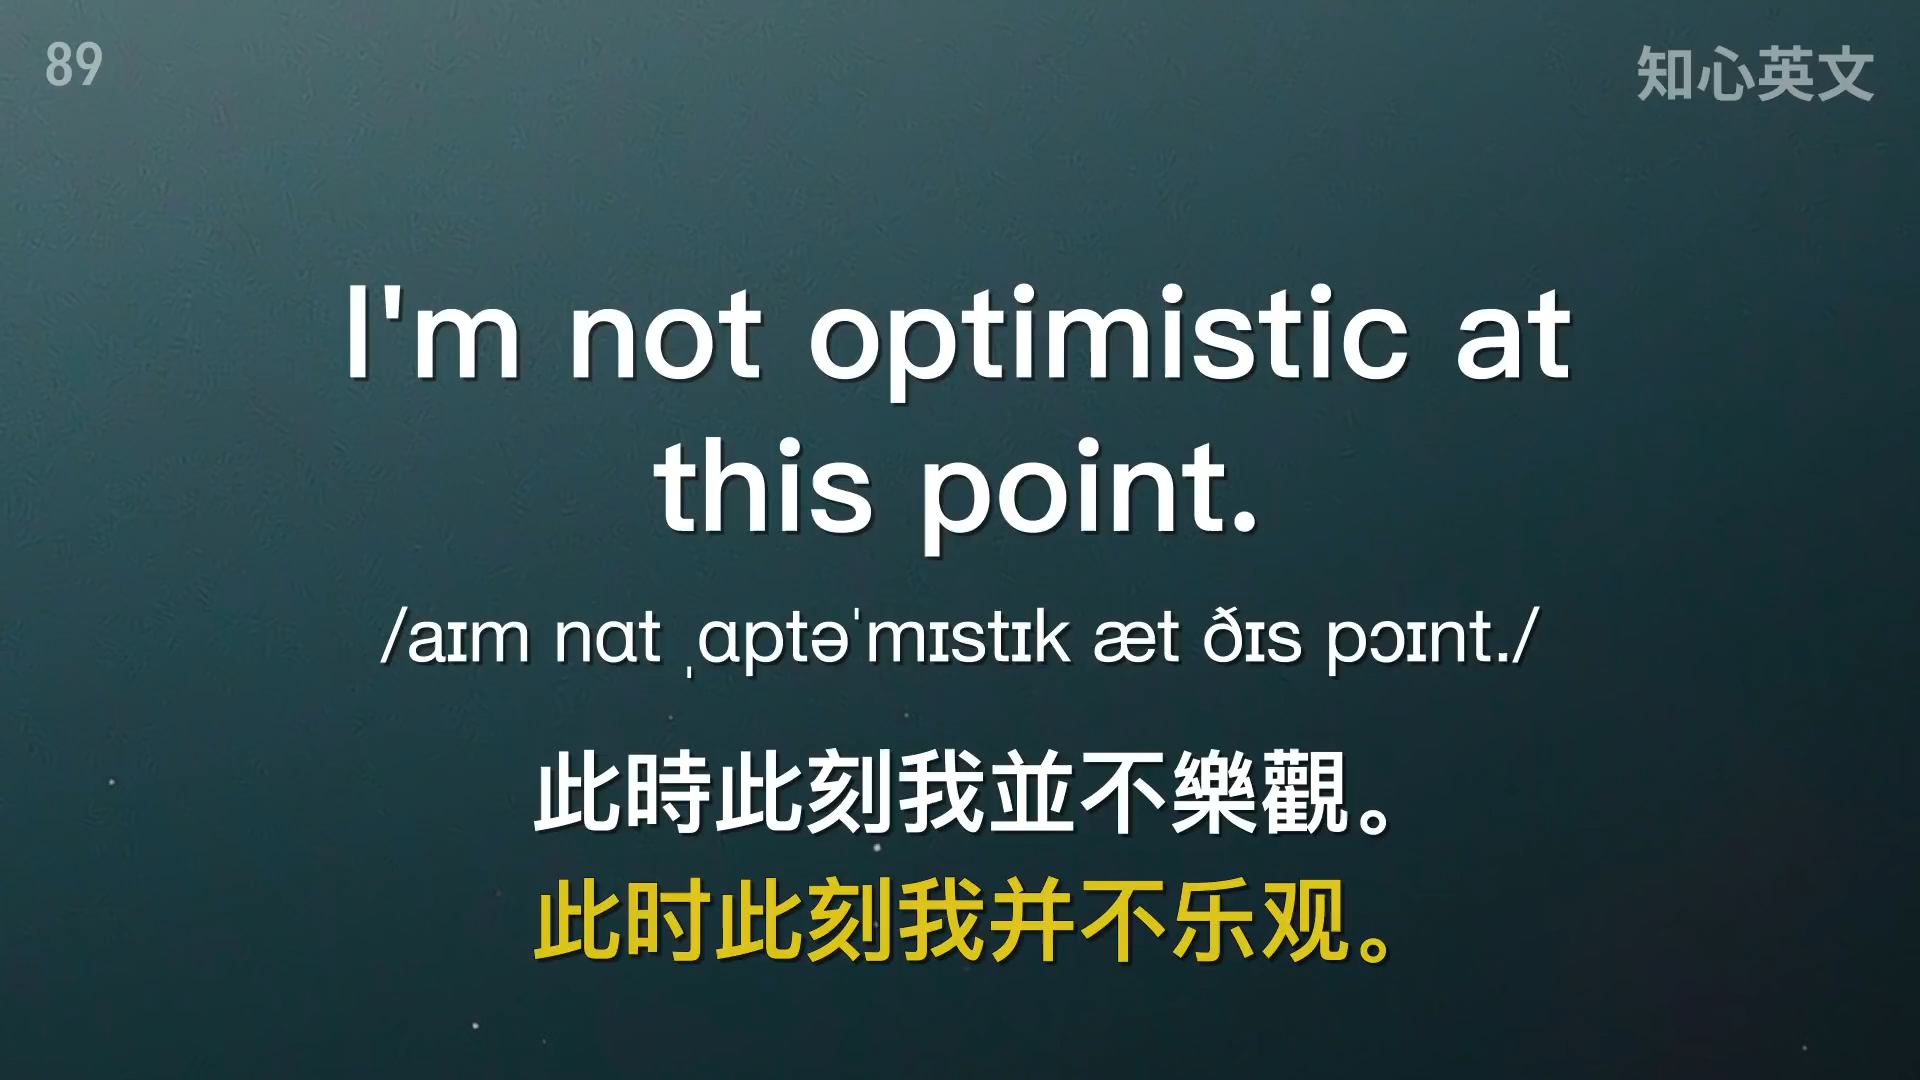 89
知心英文
I'm not optimistic at
this point.
/aɪm nɑt ˌɑptəˈmɪstɪk æt ðɪs pɔɪnt./
此時此刻我並不樂觀。
此时此刻我并不乐观。